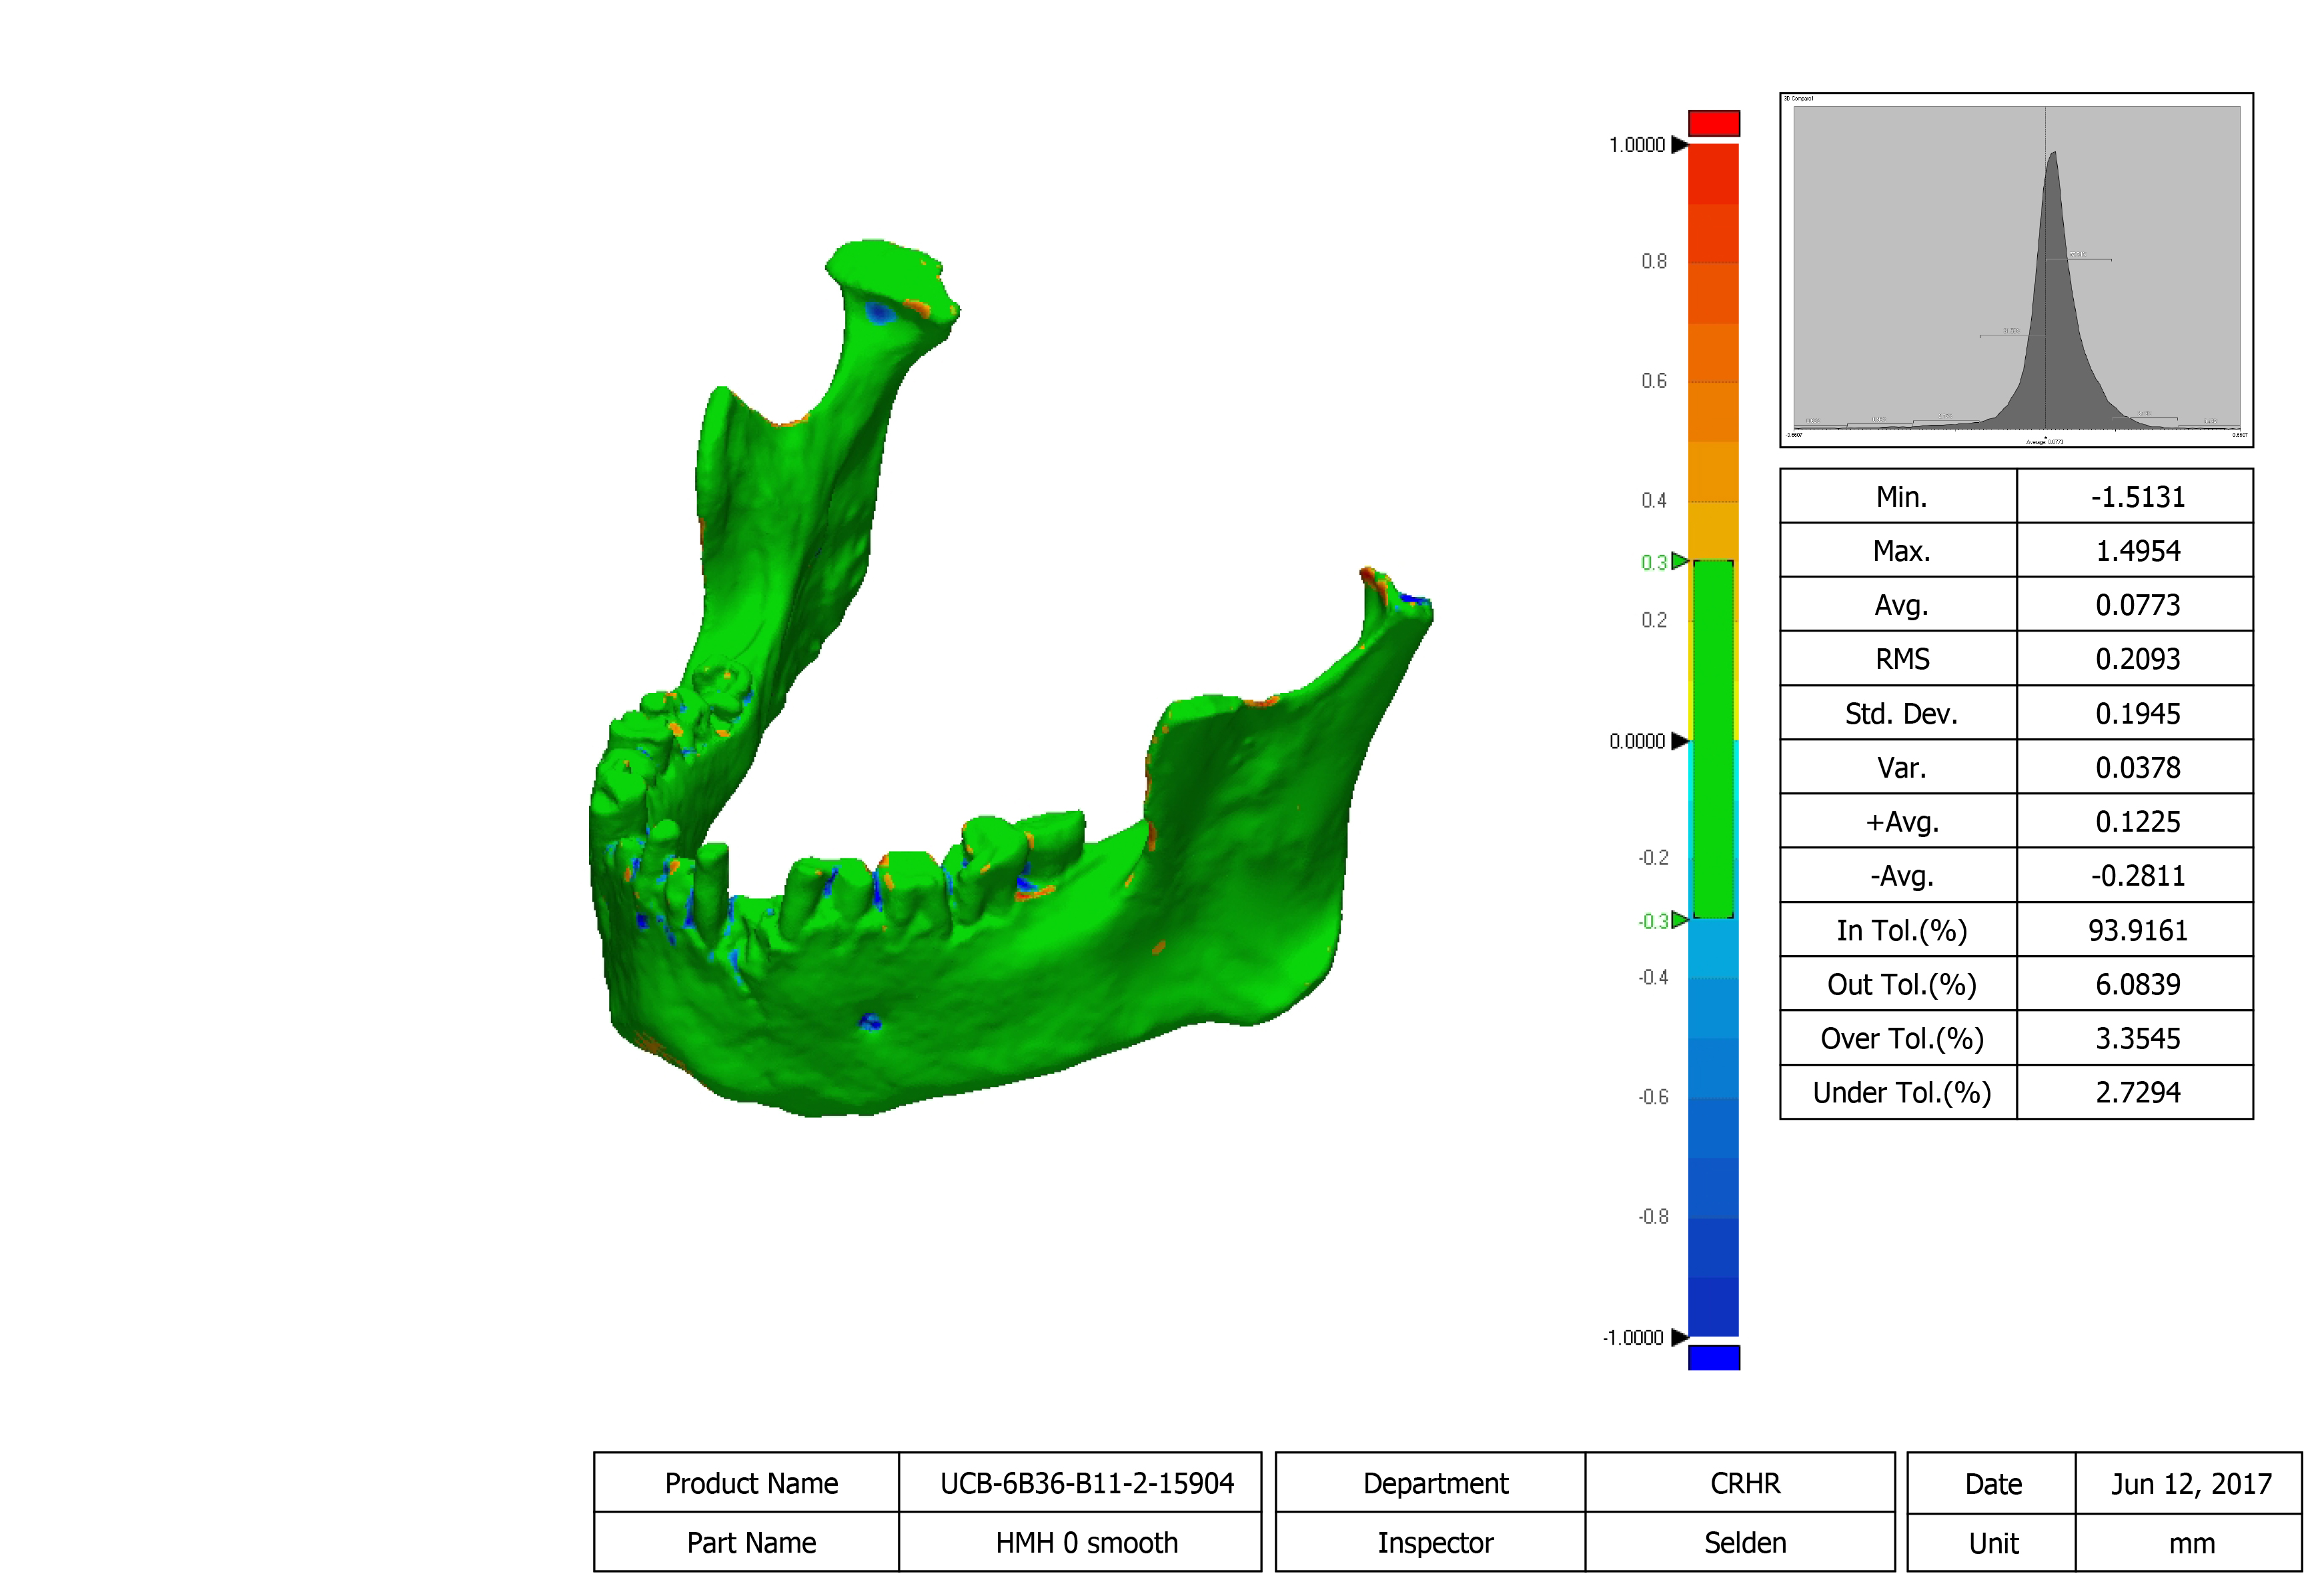 3D Compare1
-0.6607
0.6607
Average: 0.0773
1.0000
0.8
0.6
0.4
0.3
0.2
0.0000
-0.2
-0.3
-0.4
-0.6
-0.8
-1.0000
Min. -1.5131
Max. 1.4954
Avg. 0.0773
RMS 0.2093
Std. Dev. 0.1945
Var. 0.0378
+Avg. 0.1225
-Avg. -0.2811
In Tol.(%) 93.9161
Out Tol.(%) 6.0839
Over Tol.(%) 3.3545
Under Tol.(%) 2.7294
Product Name UCB-6B36-B11-2-15904 Department CRHR Date Jun 12, 2017
Part Name HMH 0 smooth Inspector Selden Unit mm